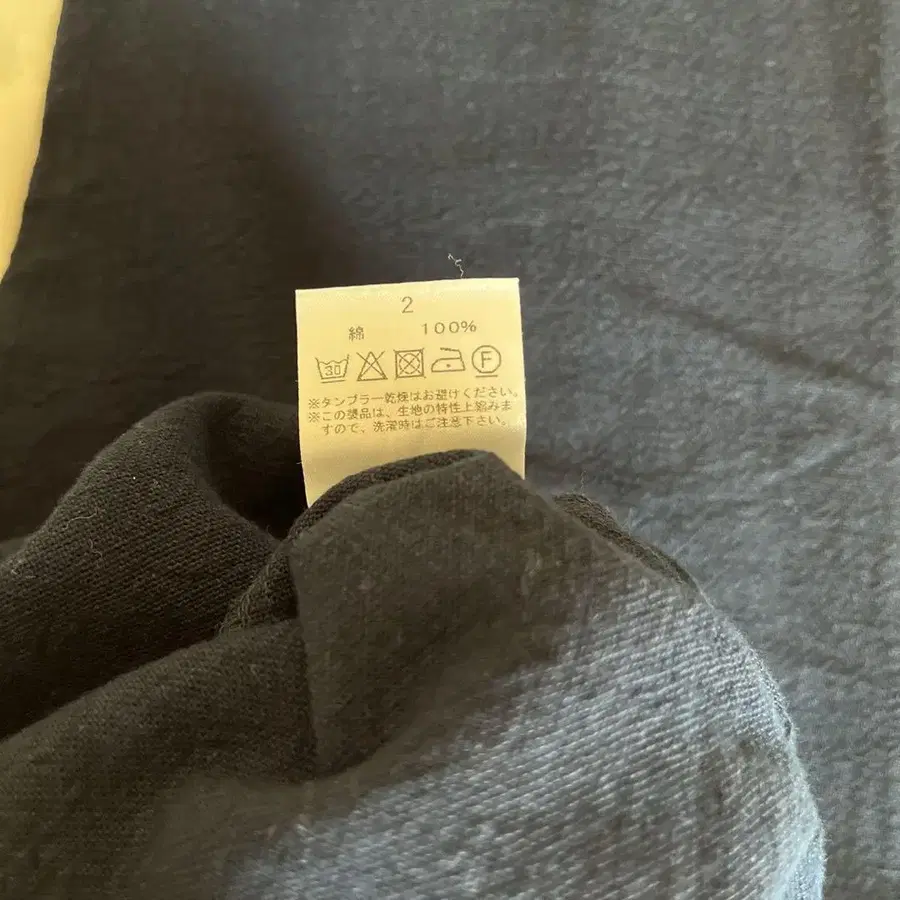 2
綿 100%
30 F
※タンブラー乾燥はお避けください。
※この製品は、生地の特性上縮みま
すので、洗濯時はご注意下さい。